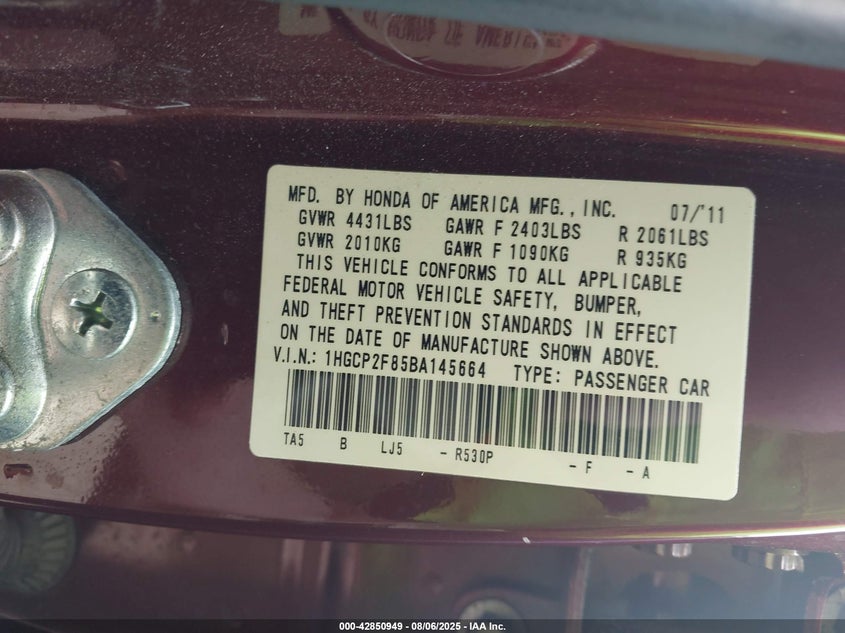 MFD. BY HONDA OF AMERICA MFG., INC. 07/'11
GVWR 4431LBS GAWR F 2403LBS R 2061LBS
GVWR 2010KG GAWR F 1090KG R 935KG
THIS VEHICLE CONFORMS TO ALL APPLICABLE
FEDERAL MOTOR VEHICLE SAFETY, BUMPER,
AND THEFT PREVENTION STANDARDS IN EFFECT
ON THE DATE OF MANUFACTURE SHOWN ABOVE.
V.I.N.: 1HGCP2F85BA145664 TYPE: PASSENGER CAR
TA5 B LJ5 - R530P - F - A
000-42850949 - 08/06/2025 - IAA Inc.